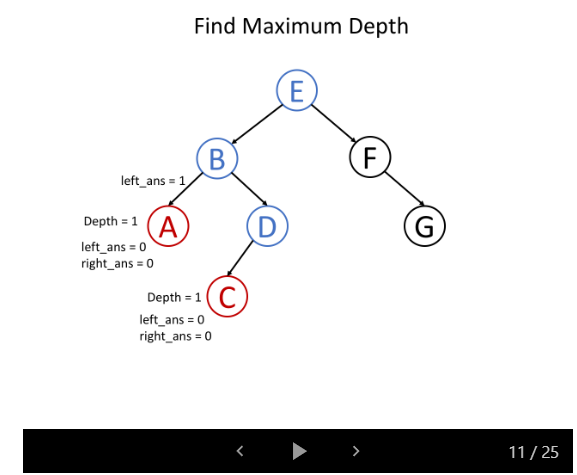 Find Maximum Depth
E
B
F
left_ans = 1
Depth = 1
A
D
G
left_ans = 0
right_ans = 0
Depth = 1
C
left_ans = 0
right_ans = 0
11 / 25